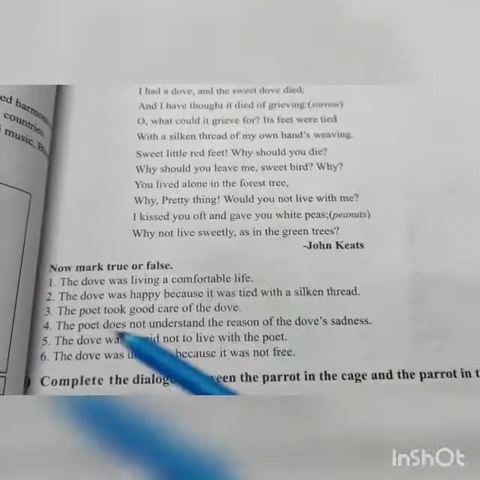 I had a dove, and the sweet dove died;
And I have thought it died of grieving:(sorrow)
O, what could it grieve for? Its feet were tied
With a silken thread of my own hand's weaving.
Sweet little red feet! Why should you die?
Why should you leave me, sweet bird? Why?
You lived alone in the forest tree,
Why, Pretty thing! Would you not live with me?
I kissed you oft and gave you white peas;(peanuts)
Why not live sweetly, as in the green trees?
-John Keats
ed
countries
music,
Now mark true or false.
1. The dove was living a comfortable life.
2. The dove was happy because it was tied with a silken thread.
3. The poet took good care of the dove.
4. The poet does not understand the reason of the dove's sadness.
5. The dove not to live with the poet.
6. The dove was because it was not free.
Complete the between the parrot in the cage and the parrot in
InShOt